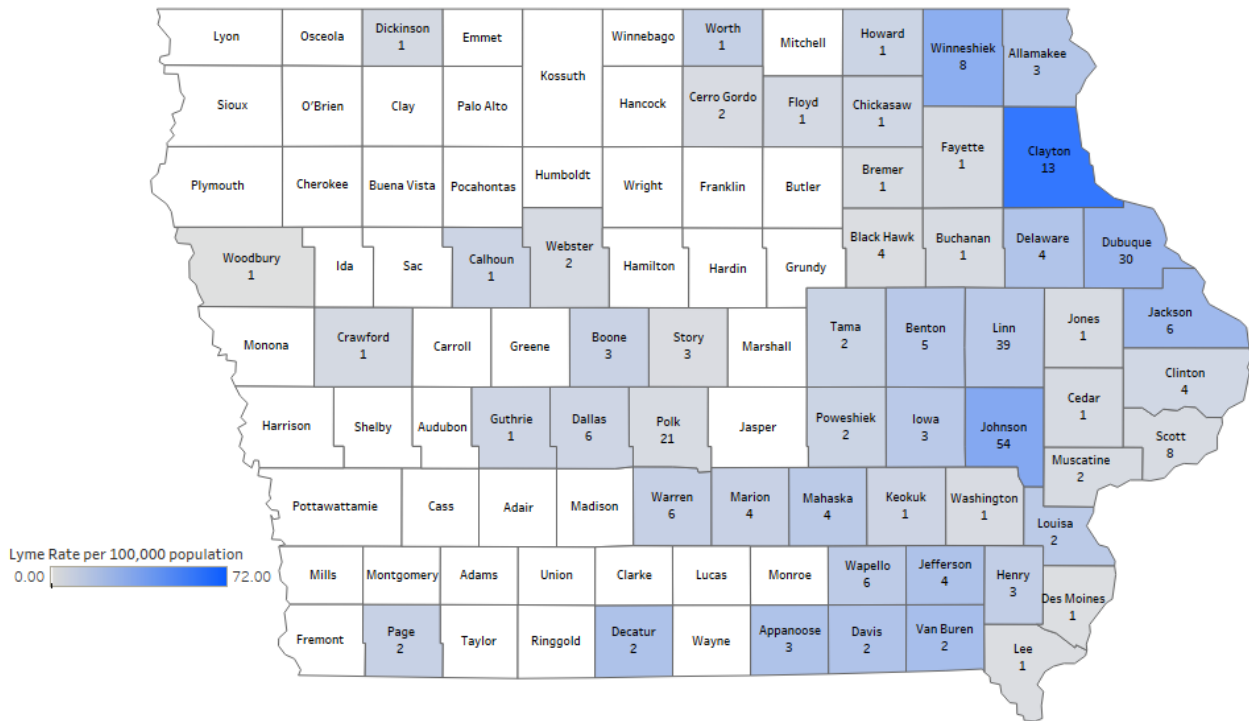 Lyon
Osceola
Dickinson
1
Emmet
Winnebago
Worth
1
Mitchell
Howard
1
Winneshiek
8
Allamakee
3
Kossuth
Sioux
O'Brien
Clay
Palo Alto
Hancock
Cerro Gordo
2
Floyd
1
Chickasaw
1
Fayette
1
Clayton
13
Plymouth
Cherokee
Buena Vista
Pocahontas
Humboldt
Wright
Franklin
Butler
Bremer
1
Woodbury
1
Ida
Sac
Calhoun
1
Webster
2
Hamilton
Hardin
Grundy
Black Hawk
4
Buchanan
1
Delaware
4
Dubuque
30
Monona
Crawford
1
Carroll
Greene
Boone
3
Story
3
Marshall
Tama
2
Benton
5
Linn
39
Jones
1
Jackson
6
Clinton
4
Harrison
Shelby
Audubon
Guthrie
1
Dallas
6
Polk
21
Jasper
Poweshiek
2
Iowa
3
Johnson
54
Cedar
1
Scott
8
Muscatine
2
Pottawattamie
Cass
Adair
Madison
Warren
6
Marion
4
Mahaska
4
Keokuk
1
Washington
1
Louisa
2
Lyme Rate per 100,000 population
0.00 72.00
Mills
Montgomery
Adams
Union
Clarke
Lucas
Monroe
Wapello
6
Jefferson
4
Henry
3
Des Moines
1
Fremont
Page
2
Taylor
Ringgold
Decatur
2
Wayne
Appanoose
3
Davis
2
Van Buren
2
Lee
1